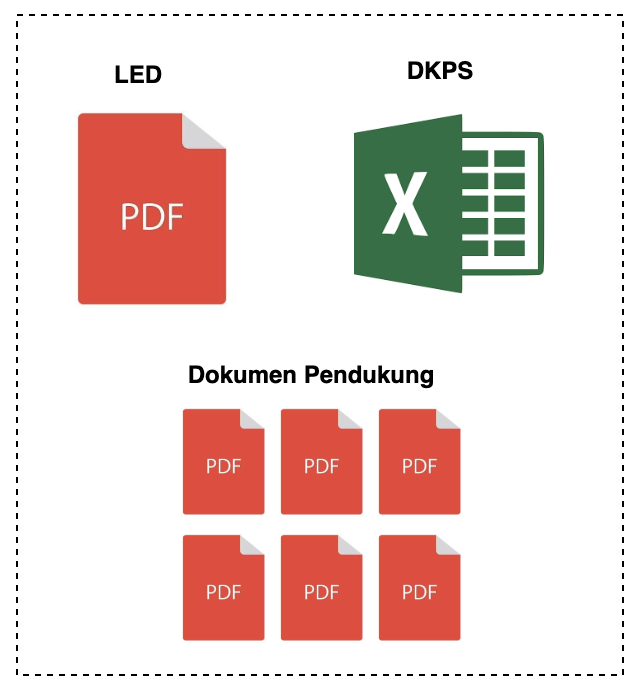 LED
DKPS
PDF
X
Dokumen Pendukung
PDF PDF PDF
PDF PDF PDF